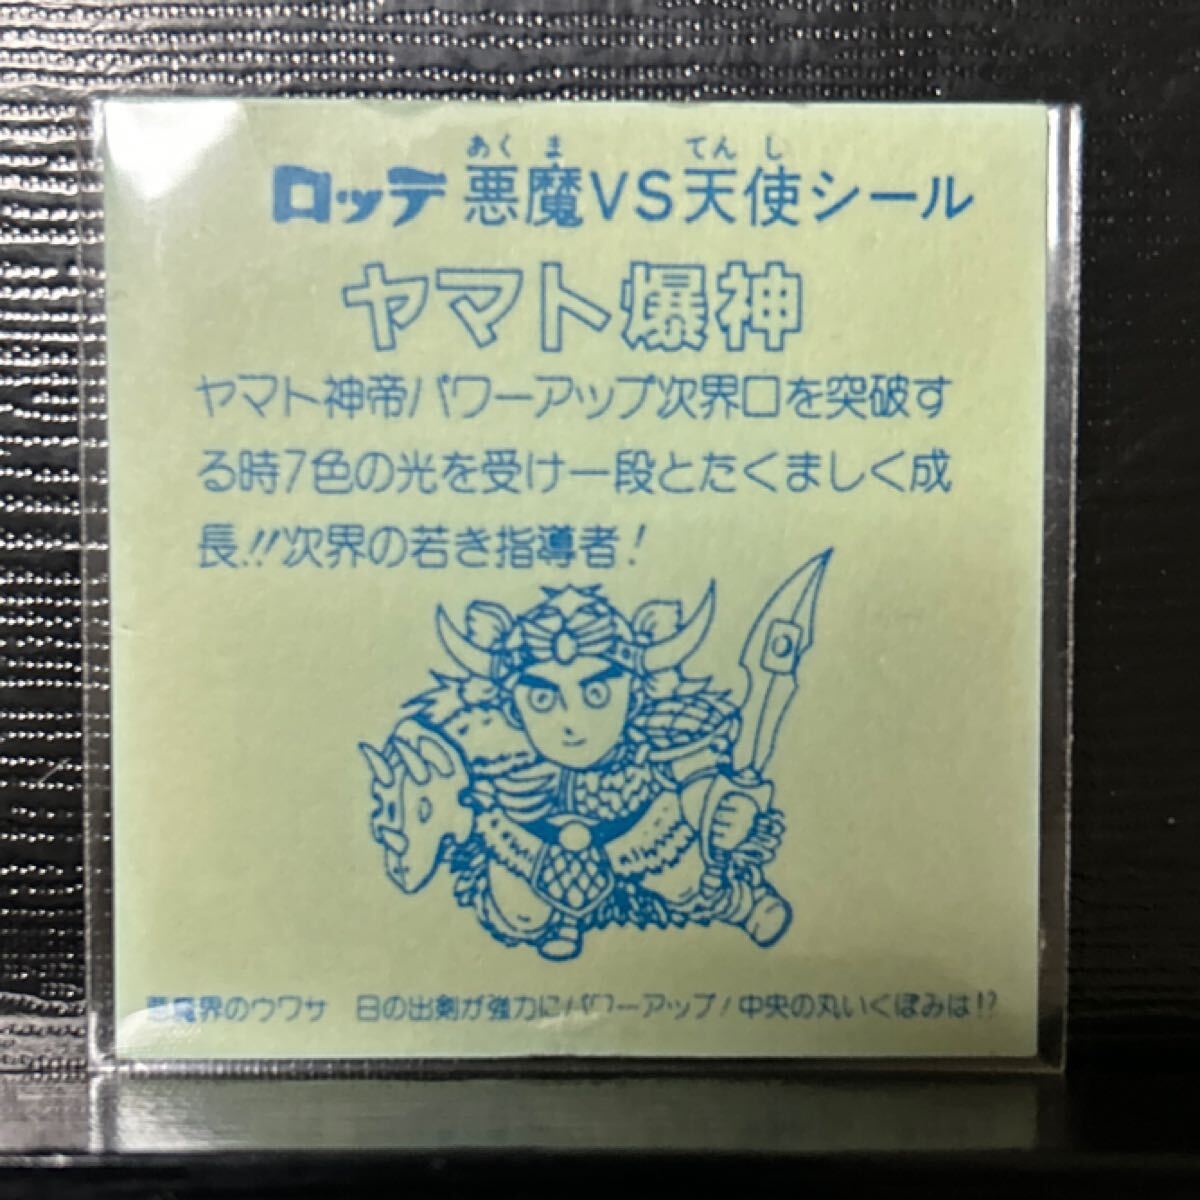 ロッテ 悪魔VS天使シール
あくま てんし
ヤマト爆神
ヤマト神帝パワーアップ次界口を突破す
る時7色の光を受け一段とたくましく成
長!!次界の若き指導者!
悪魔界のウワサ 日の出剣が強力にパワーアップ!中央の丸いくぼみは!?